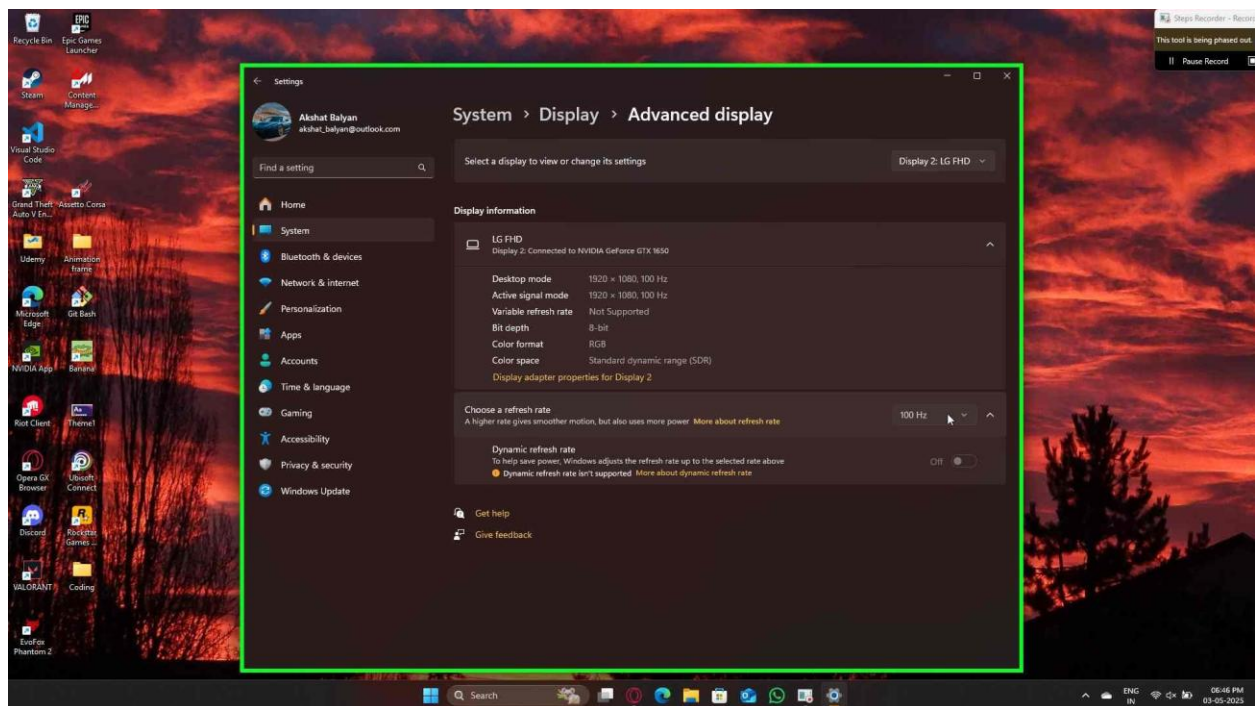 Recycle Bin
EPIC
Epic Games
Launcher
Steam
Content
Manage...
Visual Studio
Code
Grand Theft
Auto V En...
Assetto Corsa
Udemy
Animation
frame
Microsoft
Edge
Git Bash
NVIDIA App
Banana
Riot Client
Ae
Theme1
Opera GX
Browser
Ubisoft
Connect
Discord
Rockstar
Games ...
VALORANT
Coding
EvoFox
Phantom 2
Steps Recorder - Recor
This tool is being phased out.
Pause Record
Settings
Akshat Balyan
akshat_balyan@outlook.com
Find a setting
Home
System
Bluetooth & devices
Network & internet
Personalization
Apps
Accounts
Time & language
Gaming
Accessibility
Privacy & security
Windows Update
System > Display > Advanced display
Select a display to view or change its settings
Display 2: LG FHD
Display information
LG FHD
Display 2: Connected to NVIDIA GeForce GTX 1650
Desktop mode 1920 × 1080, 100 Hz
Active signal mode 1920 × 1080, 100 Hz
Variable refresh rate Not Supported
Bit depth 8-bit
Color format RGB
Color space Standard dynamic range (SDR)
Display adapter properties for Display 2
Choose a refresh rate
A higher rate gives smoother motion, but also uses more power More about refresh rate
100 Hz
Dynamic refresh rate
To help save power, Windows adjusts the refresh rate up to the selected rate above
Dynamic refresh rate isn't supported More about dynamic refresh rate
Off
Get help
Give feedback
Search
ENG
IN
06:46 PM
03-05-2025